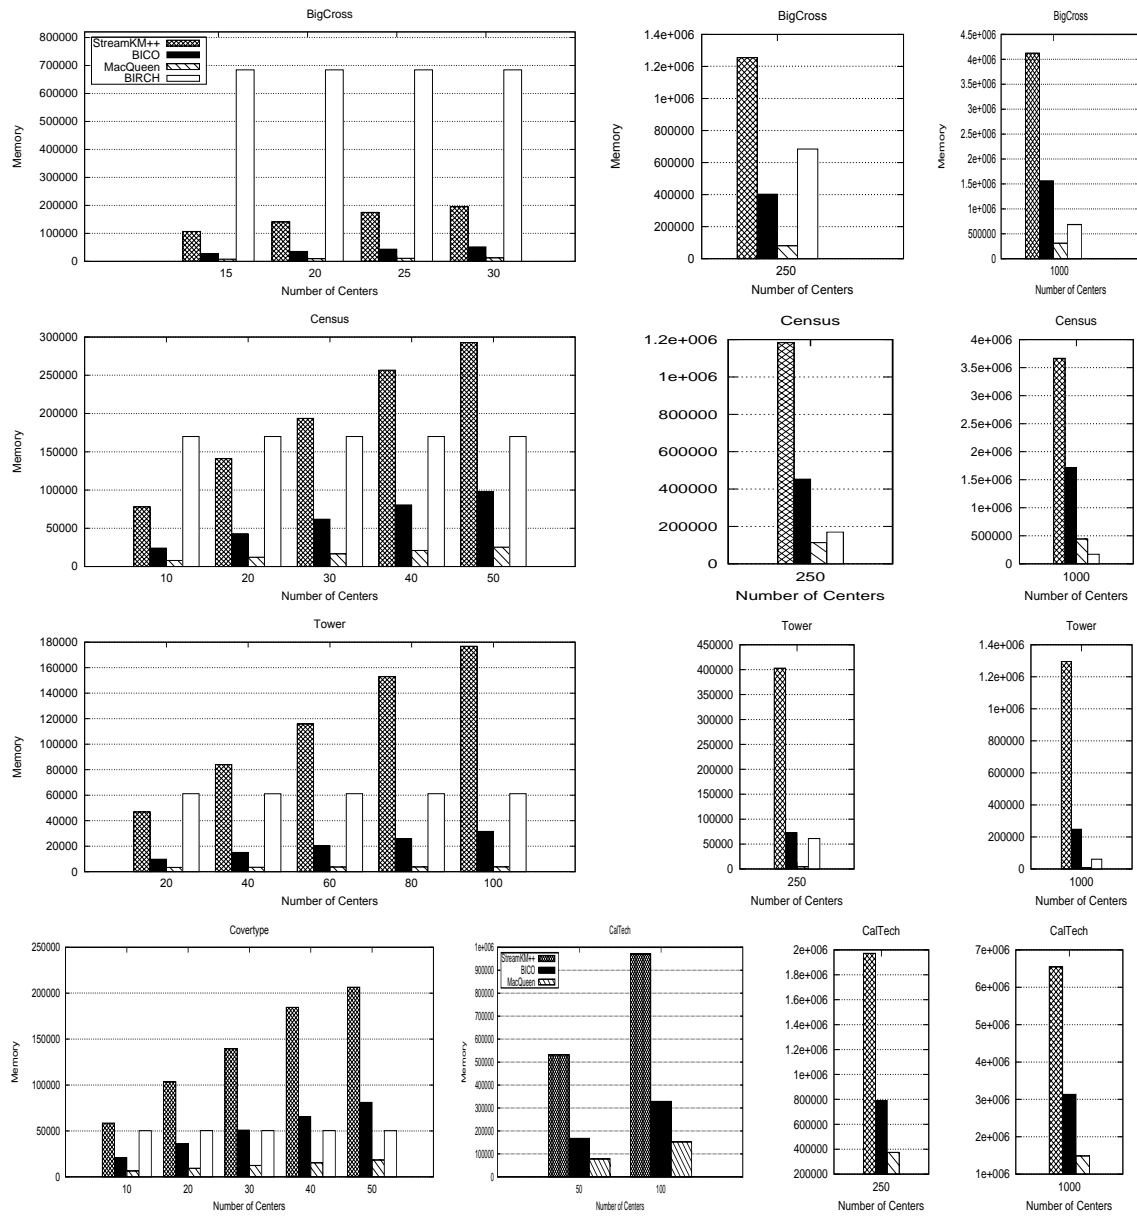 BigCross
800000
700000
600000
500000
400000
300000
200000
100000
0
Memory
StreamKM++
BICO
MacQueen
BIRCH
15 20 25 30
Number of Centers
BigCross
1.4e+006
1.2e+006
1e+006
800000
600000
400000
200000
0
Memory
250
Number of Centers
BigCross
4.5e+006
4e+006
3.5e+006
3e+006
2.5e+006
2e+006
1.5e+006
1e+006
500000
0
Memory
1000
Number of Centers
Census
300000
250000
200000
150000
100000
50000
0
Memory
10 20 30 40 50
Number of Centers
Census
1.2e+006
1e+006
800000
600000
400000
200000
0
250
Number of Centers
Census
4e+006
3.5e+006
3e+006
2.5e+006
2e+006
1.5e+006
1e+006
500000
0
1000
Number of Centers
Tower
180000
160000
140000
120000
100000
80000
60000
40000
20000
0
Memory
20 40 60 80 100
Number of Centers
Tower
450000
400000
350000
300000
250000
200000
150000
100000
50000
0
250
Number of Centers
Tower
1.4e+006
1.2e+006
1e+006
800000
600000
400000
200000
0
1000
Number of Centers
Covertype
250000
200000
150000
100000
50000
0
Memory
10 20 30 40 50
Number of Centers
CalTech
1e+006
900000
800000
700000
600000
500000
400000
300000
200000
100000
0
Memory
StreamKM++
BICO
MacQueen
50 100
Number of Centers
CalTech
2e+006
1.8e+006
1.6e+006
1.4e+006
1.2e+006
1e+006
800000
600000
400000
200000
250
Number of Centers
CalTech
7e+006
6e+006
5e+006
4e+006
3e+006
2e+006
1e+006
1000
Number of Centers